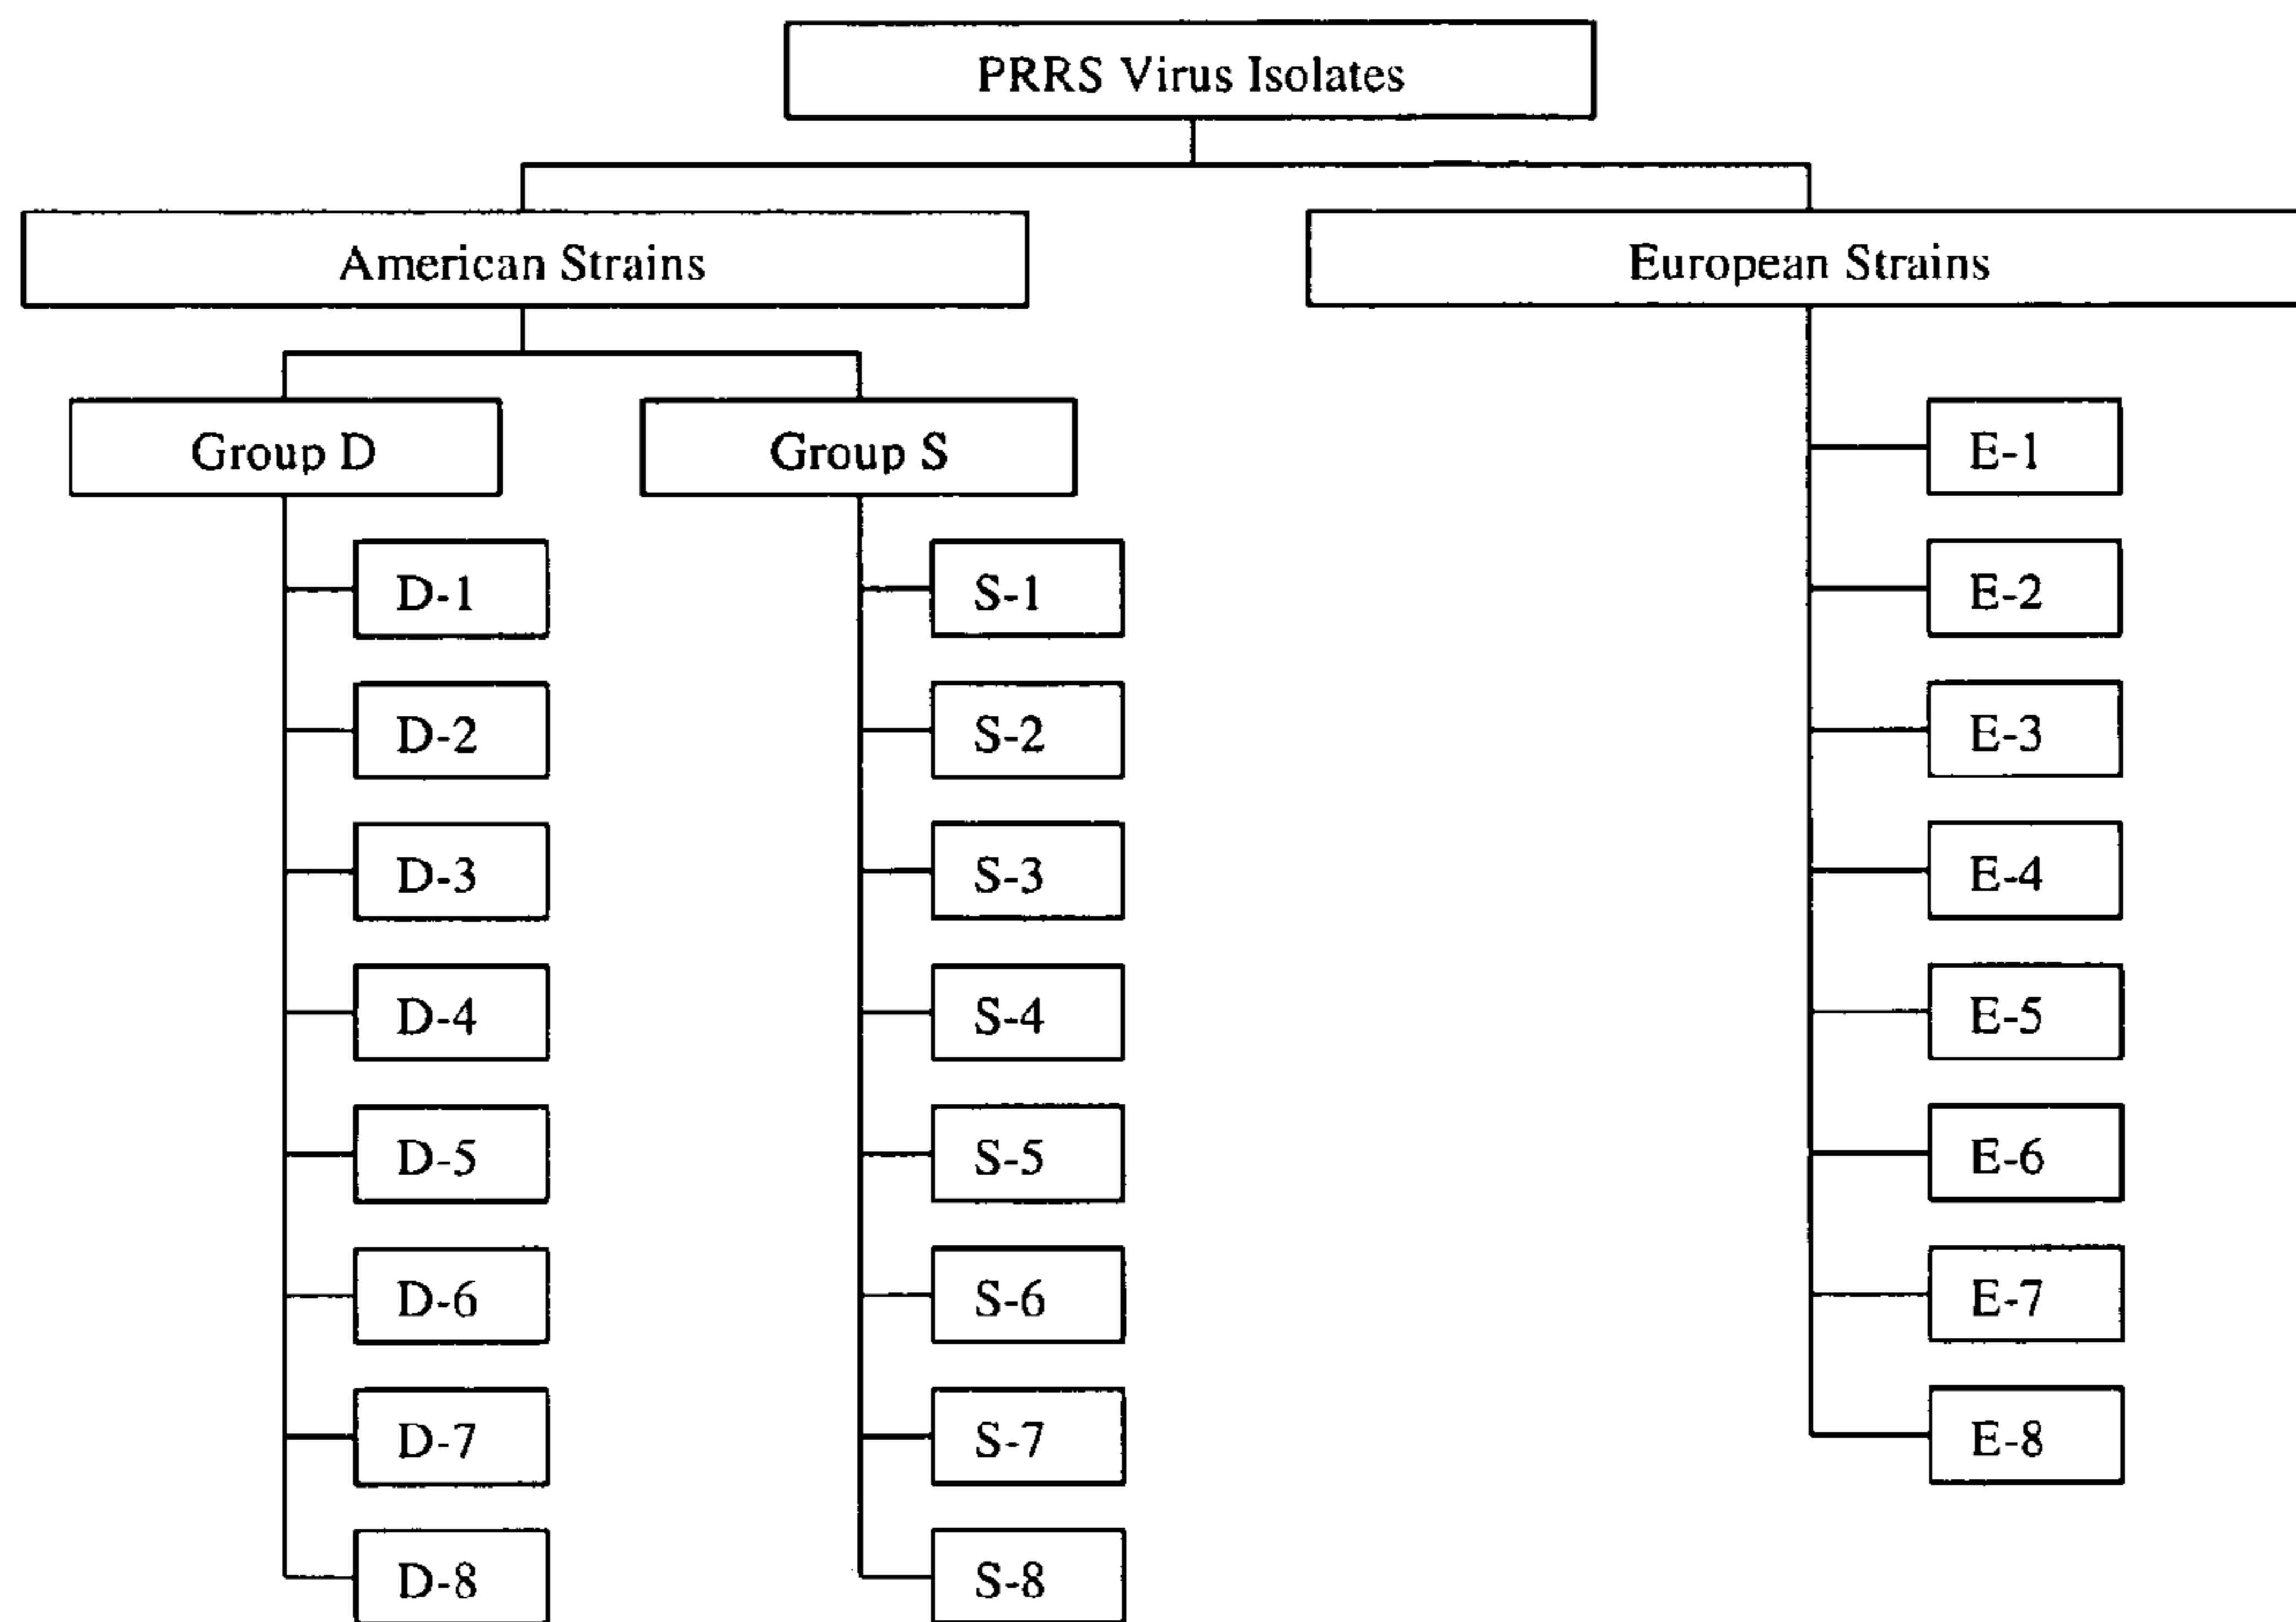 PRRS Virus Isolates
American Strains
European Strains
Group D
Group S
D-1
D-2
D-3
D-4
D-5
D-6
D-7
D-8
S-1
S-2
S-3
S-4
S-5
S-6
S-7
S-8
E-1
E-2
E-3
E-4
E-5
E-6
E-7
E-8